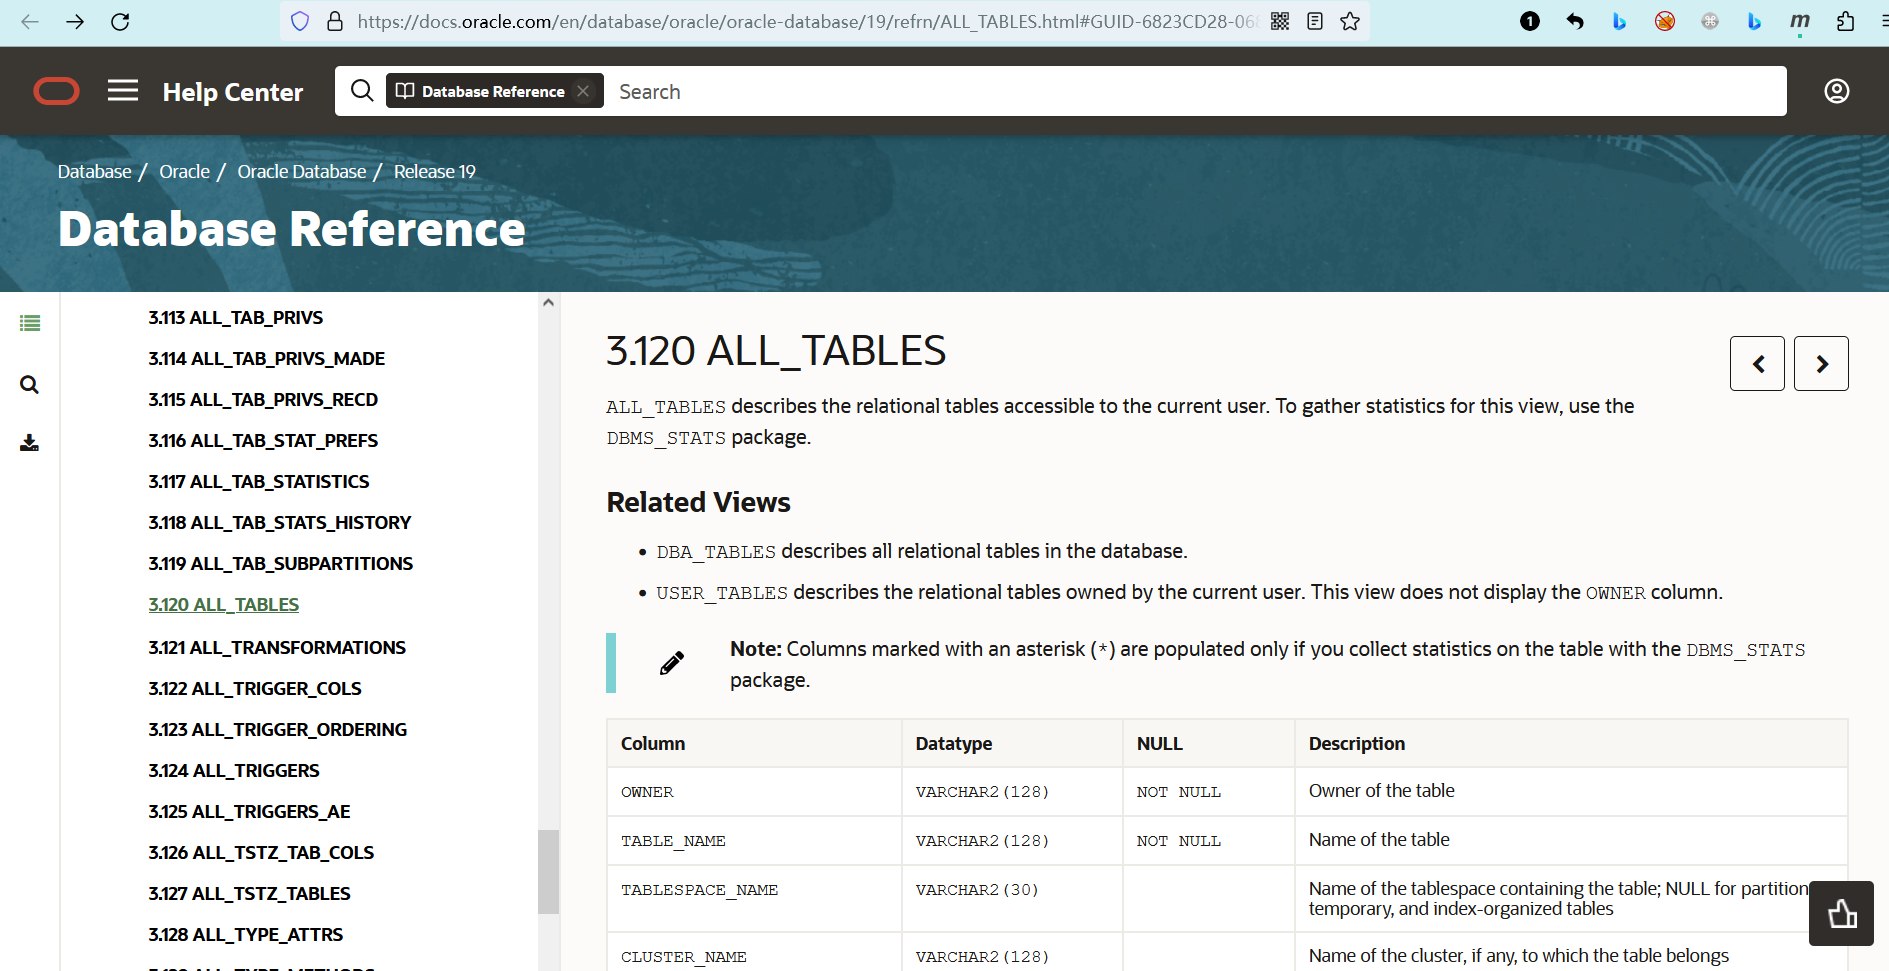 https://docs.oracle.com/en/database/oracle/oracle-database/19/refrn/ALL_TABLES.html#GUID-6823CD28-06
1
m
Help Center
Database Reference
Search
Database / Oracle / Oracle Database / Release 19
Database Reference
3.113 ALL_TAB_PRIVS
3.114 ALL_TAB_PRIVS_MADE
3.115 ALL_TAB_PRIVS_RECD
3.116 ALL_TAB_STAT_PREFS
3.117 ALL_TAB_STATISTICS
3.118 ALL_TAB_STATS_HISTORY
3.119 ALL_TAB_SUBPARTITIONS
3.120 ALL_TABLES
3.121 ALL_TRANSFORMATIONS
3.122 ALL_TRIGGER_COLS
3.123 ALL_TRIGGER_ORDERING
3.124 ALL_TRIGGERS
3.125 ALL_TRIGGERS_AE
3.126 ALL_TSTZ_TAB_COLS
3.127 ALL_TSTZ_TABLES
3.128 ALL_TYPE_ATTRS
3.120 ALL_TABLES
ALL_TABLES describes the relational tables accessible to the current user. To gather statistics for this view, use the
DBMS_STATS package.
Related Views
• DBA_TABLES describes all relational tables in the database.
• USER_TABLES describes the relational tables owned by the current user. This view does not display the OWNER column.
Note: Columns marked with an asterisk (*) are populated only if you collect statistics on the table with the DBMS_STATS
package.
Column Datatype NULL Description
OWNER VARCHAR2(128) NOT NULL Owner of the table
TABLE_NAME VARCHAR2(128) NOT NULL Name of the table
TABLESPACE_NAME VARCHAR2(30) Name of the tablespace containing the table; NULL for partition
temporary, and index-organized tables
CLUSTER_NAME VARCHAR2(128) Name of the cluster, if any, to which the table belongs